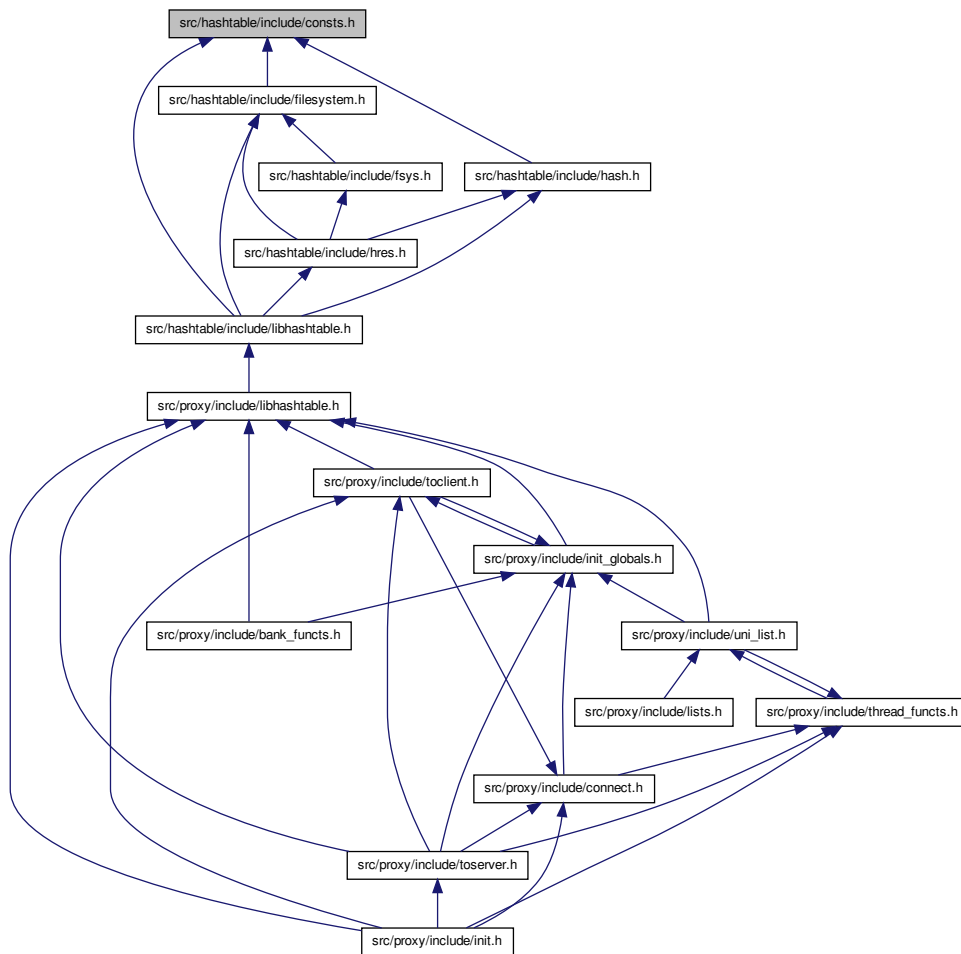 src/hashtable/include/consts.h
src/hashtable/include/filesystem.h
src/hashtable/include/fsys.h
src/hashtable/include/hash.h
src/hashtable/include/hres.h
src/hashtable/include/libhashtable.h
src/proxy/include/libhashtable.h
src/proxy/include/toclient.h
src/proxy/include/init_globals.h
src/proxy/include/bank_functs.h
src/proxy/include/uni_list.h
src/proxy/include/lists.h
src/proxy/include/thread_functs.h
src/proxy/include/connect.h
src/proxy/include/toserver.h
src/proxy/include/init.h